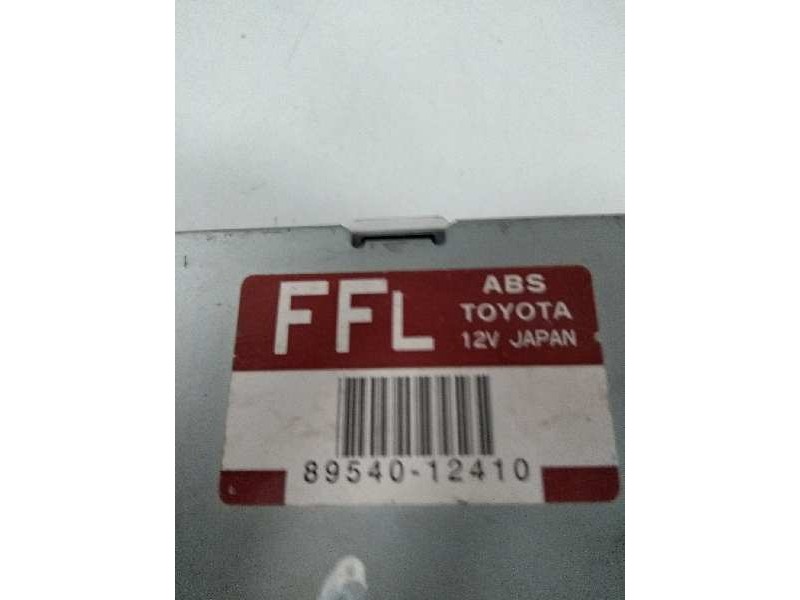 FFL
ABS
TOYOTA
12V JAPAN
89540-12410